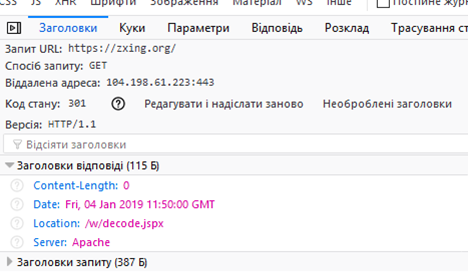 CSS JS XHR Шрифти Зображення Матеріал WS Інше Поспиne журн
Заголовки Куки Параметри Відповідь Розклад Трасування ст
Запит URL: https://zxing.org/
Спосіб запиту: GET
Віддалена адреса: 104.198.61.223:443
Код стану: 301 Редагувати і надіслати заново Необроблені заголовки
Версія: HTTP/1.1
Відсіяти заголовки
Заголовки відповіді (115 Б)
Content-Length: 0
Date: Fri, 04 Jan 2019 11:50:00 GMT
Location: /w/decode.jspx
Server: Apache
Заголовки запиту (387 Б)